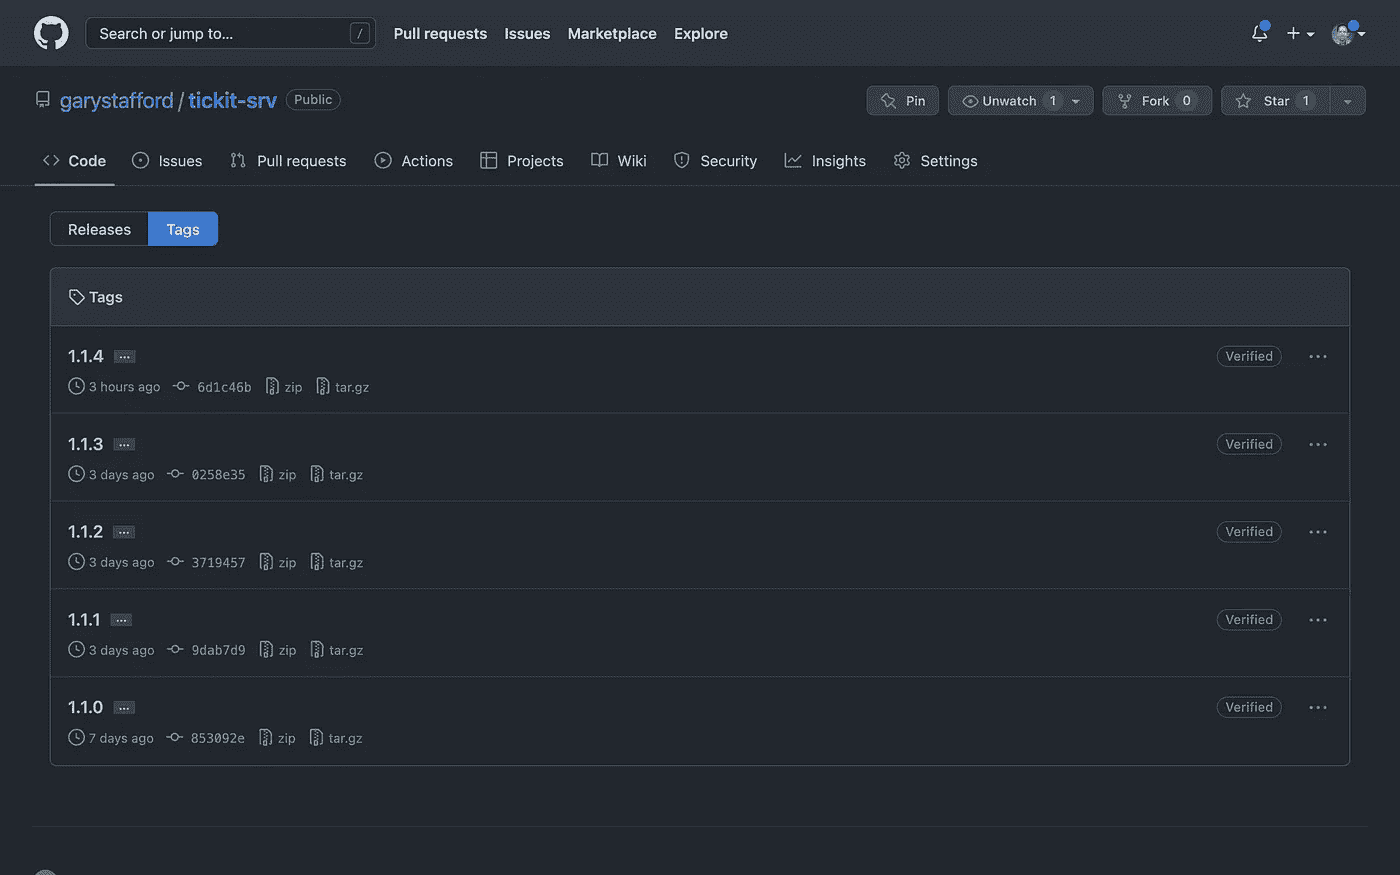 Search or jump to... / Pull requests Issues Marketplace Explore
garystafford / tickit-srv Public Pin Unwatch 1 Fork 0 Star 1
Code Issues Pull requests Actions Projects Wiki Security Insights Settings
Releases Tags
Tags
1.1.4 ... Verified ...
3 hours ago 6d1c46b zip tar.gz
1.1.3 ... Verified ...
3 days ago 0258e35 zip tar.gz
1.1.2 ... Verified ...
3 days ago 3719457 zip tar.gz
1.1.1 ... Verified ...
3 days ago 9dab7d9 zip tar.gz
1.1.0 ... Verified ...
7 days ago 853092e zip tar.gz